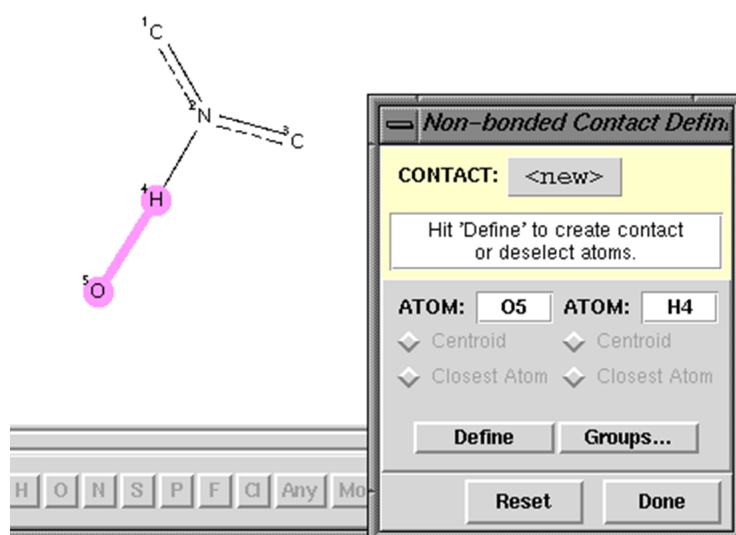 1C
2N
3C
4H
5O
Non-bonded Contact Defin
CONTACT: <new>
Hit 'Define' to create contact
or deselect atoms.
ATOM: O5 ATOM: H4
Centroid Centroid
Closest Atom Closest Atom
Define Groups...
H O N S P F Cl Any Mo
Reset Done